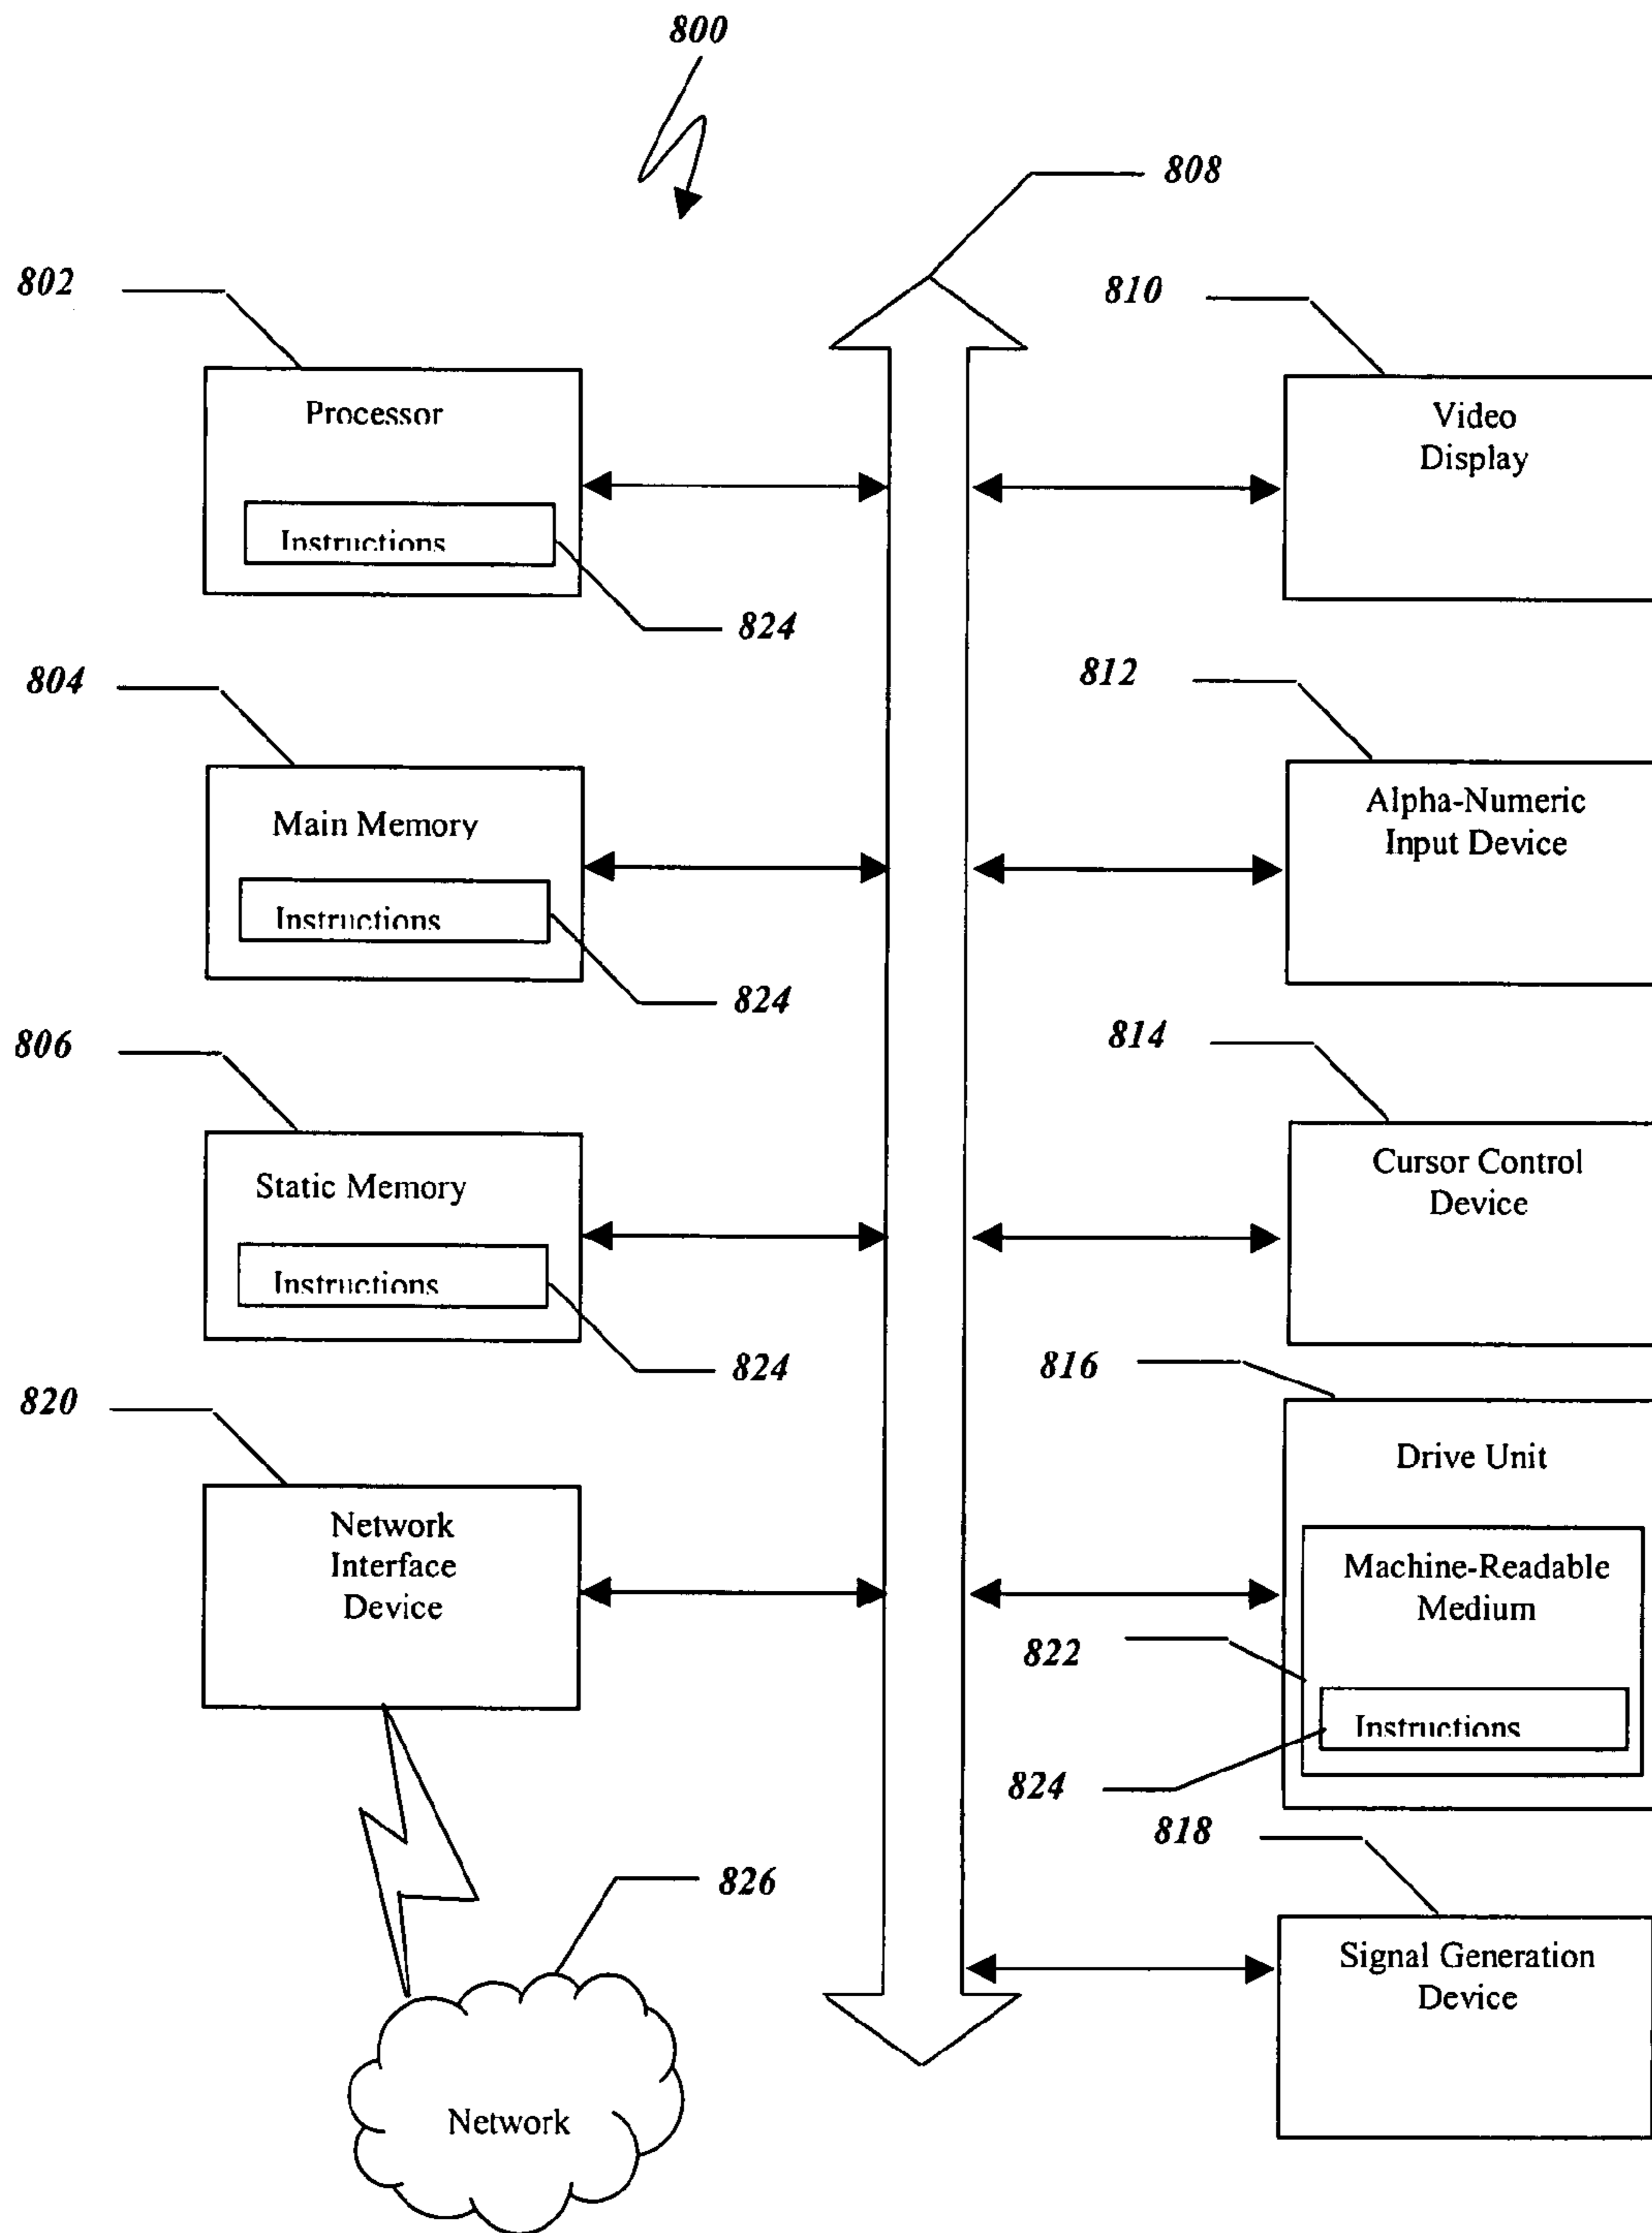 800
808
802
Processor
Instructions
824
804
Main Memory
Instructions
824
806
Static Memory
Instructions
824
820
Network
Interface
Device
826
Network
810
Video
Display
812
Alpha-Numeric
Input Device
814
Cursor Control
Device
816
Drive Unit
Machine-Readable
Medium
822
Instructions
824
818
Signal Generation
Device